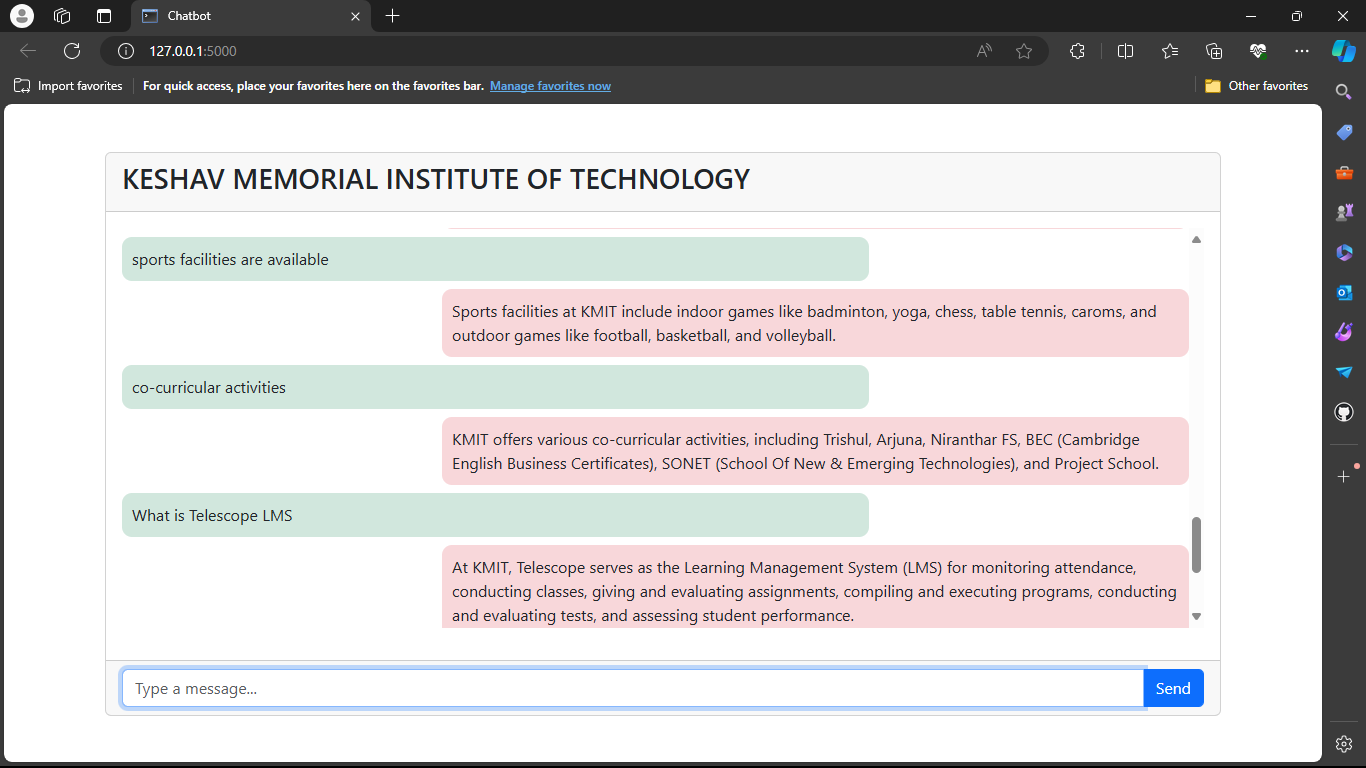 Chatbot
127.0.0.1:5000
Import favorites
For quick access, place your favorites here on the favorites bar. Manage favorites now
Other favorites
KESHAV MEMORIAL INSTITUTE OF TECHNOLOGY
sports facilities are available
Sports facilities at KMIT include indoor games like badminton, yoga, chess, table tennis, caroms, and
outdoor games like football, basketball, and volleyball.
co-curricular activities
KMIT offers various co-curricular activities, including Trishul, Arjuna, Niranthar FS, BEC (Cambridge
English Business Certificates), SONET (School Of New & Emerging Technologies), and Project School.
What is Telescope LMS
At KMIT, Telescope serves as the Learning Management System (LMS) for monitoring attendance,
conducting classes, giving and evaluating assignments, compiling and executing programs, conducting
and evaluating tests, and assessing student performance.
Type a message...
Send